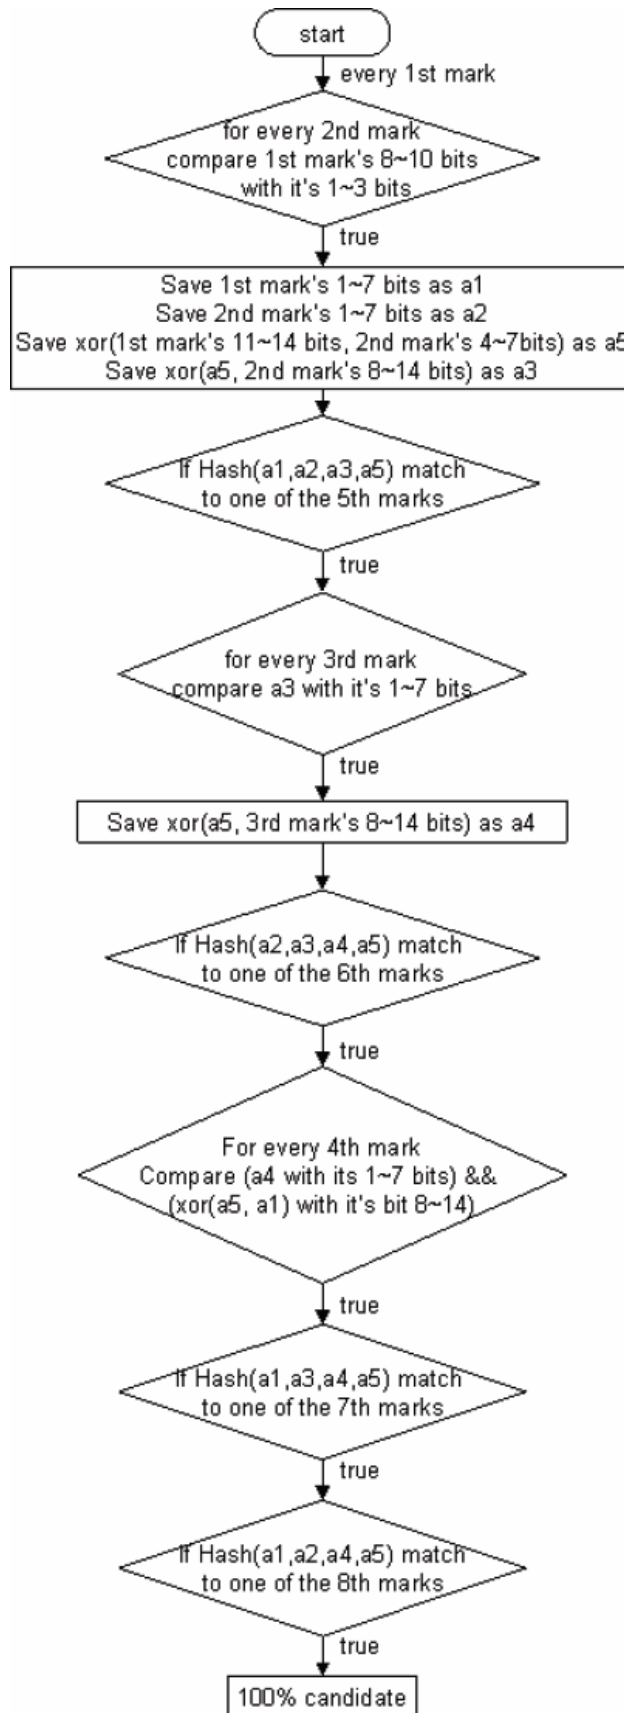 start
every 1st mark
for every 2nd mark
compare 1st mark's 8~10 bits
with it's 1~3 bits
true
Save 1st mark's 1~7 bits as a1
Save 2nd mark's 1~7 bits as a2
Save xor(1st mark's 11~14 bits, 2nd mark's 4~7bits) as a5
Save xor(a5, 2nd mark's 8~14 bits) as a3
If Hash(a1,a2,a3,a5) match
to one of the 5th marks
true
for every 3rd mark
compare a3 with it's 1~7 bits
true
Save xor(a5, 3rd mark's 8~14 bits) as a4
If Hash(a2,a3,a4,a5) match
to one of the 6th marks
true
For every 4th mark
Compare (a4 with its 1~7 bits) &&
(xor(a5, a1) with it's bit 8~14)
true
If Hash(a1,a3,a4,a5) match
to one of the 7th marks
true
If Hash(a1,a2,a4,a5) match
to one of the 8th marks
true
100% candidate